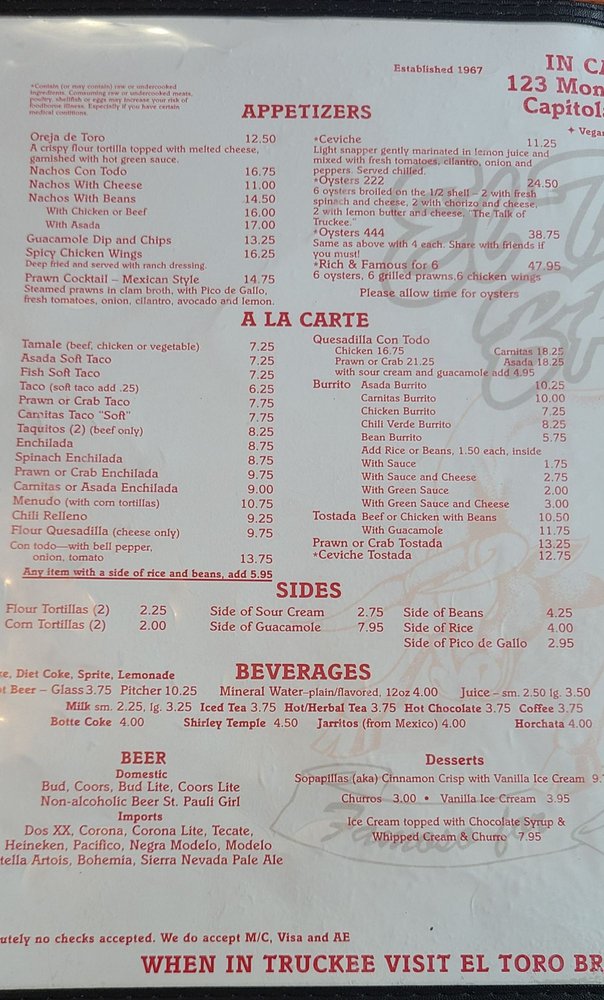 Established 1967
IN CA
123 Mon
Capitola
✦ Vegan
*Contain (or may contain) raw or undercooked
ingredients. Comsuming raw or undercooked meats,
poultry, shellfish or eggs may increase your risk of
foodborne illness. Especially if you have certain
medical conditions.
APPETIZERS
Oreja de Toro 12.50
A crispy flour tortilla topped with melted cheese,
garnished with hot green sauce.
Nachos Con Todo 16.75
Nachos With Cheese 11.00
Nachos With Beans 14.50
With Chicken or Beef 16.00
With Asada 17.00
Guacamole Dip and Chips 13.25
Spicy Chicken Wings 16.25
Deep fried and served with ranch dressing.
Prawn Cocktail – Mexican Style 14.75
Steamed prawns in clam broth, with Pico de Gallo,
fresh tomatoes, onion, cilantro, avocado and lemon.
*Ceviche 11.25
Light snapper gently marinated in lemon juice and
mixed with fresh tomatoes, cilantro, onion and
peppers. Served chilled.
*Oysters 222 24.50
6 oysters broiled on the 1/2 shell – 2 with fresh
spinach and cheese, 2 with chorizo and cheese,
2 with lemon butter and cheese. "The Talk of
Truckee."
*Oysters 444 38.75
Same as above with 4 each. Share with friends if
you must!
*Rich & Famous for 6 47.95
6 oysters, 6 grilled prawns, 6 chicken wings
Please allow time for oysters
A LA CARTE
Tamale (beef, chicken or vegetable) 7.25
Asada Soft Taco 7.25
Fish Soft Taco 7.25
Taco (soft taco add .25) 6.25
Prawn or Crab Taco 7.75
Carnitas Taco "Soft" 7.75
Taquitos (2) (beef only) 8.25
Enchilada 8.75
Spinach Enchilada 8.75
Prawn or Crab Enchilada 9.75
Carnitas or Asada Enchilada 9.00
Menudo (with corn tortillas) 10.75
Chili Relleno 9.25
Flour Quesadilla (cheese only) 9.75
Con todo—with bell pepper,
onion, tomato 13.75
Any item with a side of rice and beans, add 5.95
Quesadilla Con Todo
Chicken 16.75 Carnitas 18.25
Prawn or Crab 21.25 Asada 18.25
with sour cream and guacamole add 4.95
Burrito Asada Burrito 10.25
Carnitas Burrito 10.00
Chicken Burrito 7.25
Chili Verde Burrito 8.25
Bean Burrito 5.75
Add Rice or Beans, 1.50 each, inside
With Sauce 1.75
With Sauce and Cheese 2.75
With Green Sauce 2.00
With Green Sauce and Cheese 3.00
Tostada Beef or Chicken with Beans 10.50
With Guacamole 11.75
Prawn or Crab Tostada 13.25
*Ceviche Tostada 12.75
SIDES
Flour Tortillas (2) 2.25 Side of Sour Cream 2.75 Side of Beans 4.25
Corn Tortillas (2) 2.00 Side of Guacamole 7.95 Side of Rice 4.00
Side of Pico de Gallo 2.95
BEVERAGES
ke, Diet Coke, Sprite, Lemonade
ot Beer – Glass 3.75 Pitcher 10.25 Mineral Water–plain/flavored, 12oz 4.00 Juice – sm. 2.50 lg. 3.50
Milk sm. 2.25, lg. 3.25 Iced Tea 3.75 Hot/Herbal Tea 3.75 Hot Chocolate 3.75 Coffee 3.75
Botte Coke 4.00 Shirley Temple 4.50 Jarritos (from Mexico) 4.00 Horchata 4.00
BEER
Domestic
Bud, Coors, Bud Lite, Coors Lite
Non-alcoholic Beer St. Pauli Girl
Imports
Dos XX, Corona, Corona Lite, Tecate,
Heineken, Pacifico, Negra Modelo, Modelo
tella Artois, Bohemia, Sierra Nevada Pale Ale
Desserts
Sopapillas (aka) Cinnamon Crisp with Vanilla Ice Cream 9.
Churros 3.00 • Vanilla Ice Crream 3.95
Ice Cream topped with Chocolate Syrup &
Whipped Cream & Churro 7.95
utely no checks accepted. We do accept M/C, Visa and AE
WHEN IN TRUCKEE VISIT EL TORO BR